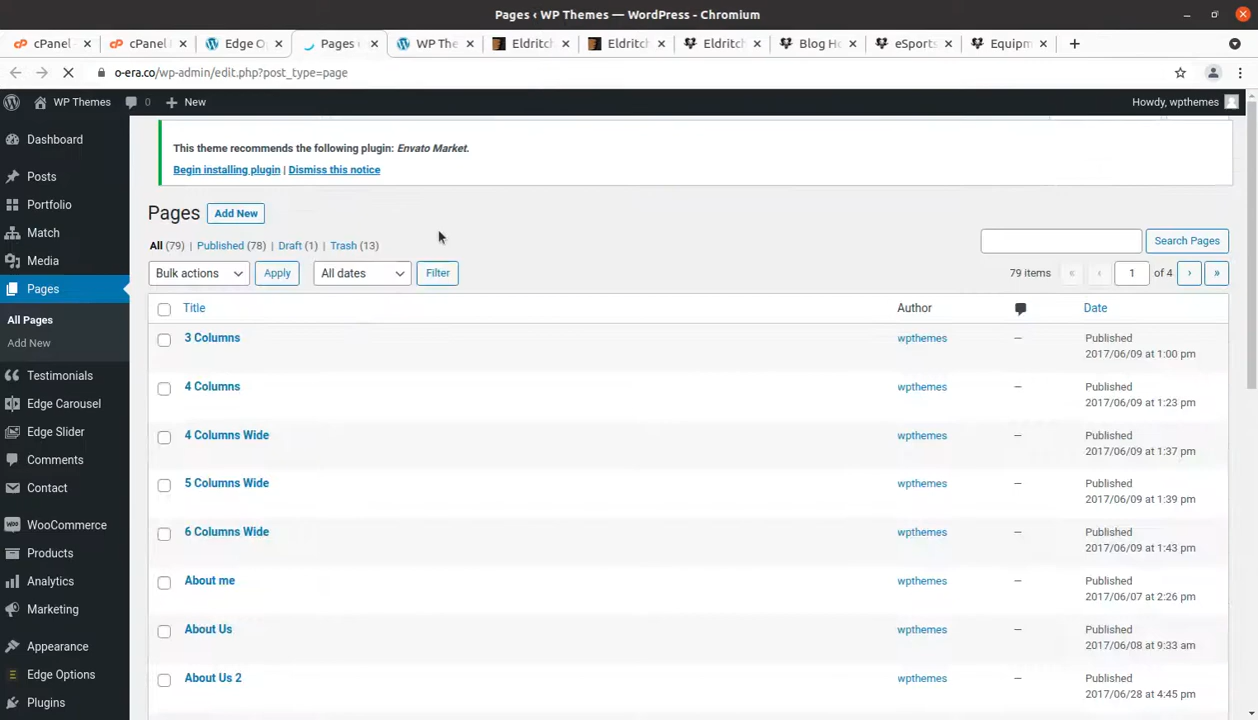 Pages ‹ WP Themes — WordPress - Chromium
cPanel -
cPanel
Edge O
Pages ‹
WP The
Eldritch
Eldritch
Eldritch
Blog H
eSports
Equipm
o-era.co/wp-admin/edit.php?post_type=page
WP Themes
0
New
Howdy, wpthemes
Dashboard
Posts
Portfolio
Match
Media
Pages
All Pages
Add New
Testimonials
Edge Carousel
Edge Slider
Comments
Contact
WooCommerce
Products
Analytics
Marketing
Appearance
Edge Options
Plugins
This theme recommends the following plugin: Envato Market.
Begin installing plugin | Dismiss this notice
Pages Add New
All (79) | Published (78) | Draft (1) | Trash (13)
Search Pages
Bulk actions Apply All dates Filter
79 items « ‹ 1 of 4 › »
Title Author Date
3 Columns wpthemes — Published
2017/06/09 at 1:00 pm
4 Columns wpthemes — Published
2017/06/09 at 1:23 pm
4 Columns Wide wpthemes — Published
2017/06/09 at 1:37 pm
5 Columns Wide wpthemes — Published
2017/06/09 at 1:39 pm
6 Columns Wide wpthemes — Published
2017/06/09 at 1:43 pm
About me wpthemes — Published
2017/06/07 at 2:26 pm
About Us wpthemes — Published
2017/06/08 at 9:33 am
About Us 2 wpthemes — Published
2017/06/28 at 4:45 pm